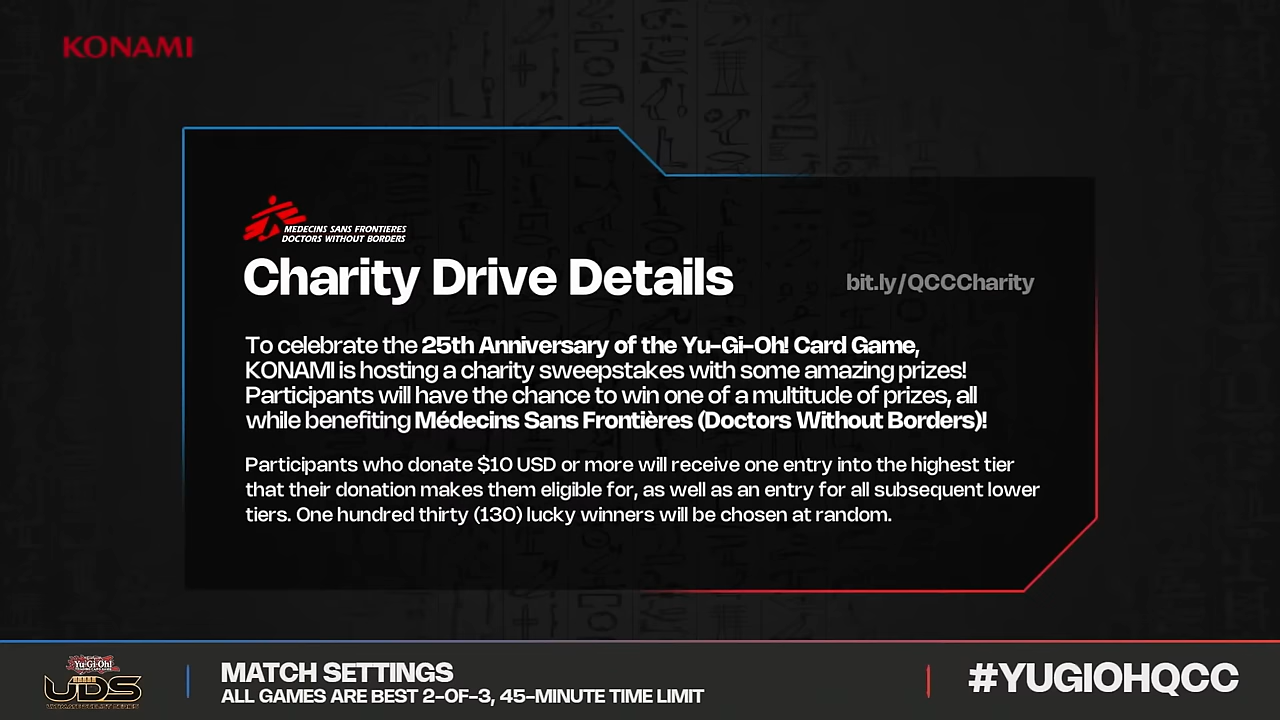 KONAMI
MEDECINS SANS FRONTIERES
DOCTORS WITHOUT BORDERS
Charity Drive Details
bit.ly/QCCCharity
To celebrate the 25th Anniversary of the Yu-Gi-Oh! Card Game,
KONAMI is hosting a charity sweepstakes with some amazing prizes!
Participants will have the chance to win one of a multitude of prizes, all
while benefiting Médecins Sans Frontières (Doctors Without Borders)!
Participants who donate $10 USD or more will receive one entry into the highest tier
that their donation makes them eligible for, as well as an entry for all subsequent lower
tiers. One hundred thirty (130) lucky winners will be chosen at random.
Yu-Gi-Oh!
UDS
ULTIMATE DUELIST SERIES
MATCH SETTINGS
ALL GAMES ARE BEST 2-OF-3, 45-MINUTE TIME LIMIT
#YUGIOHQCC